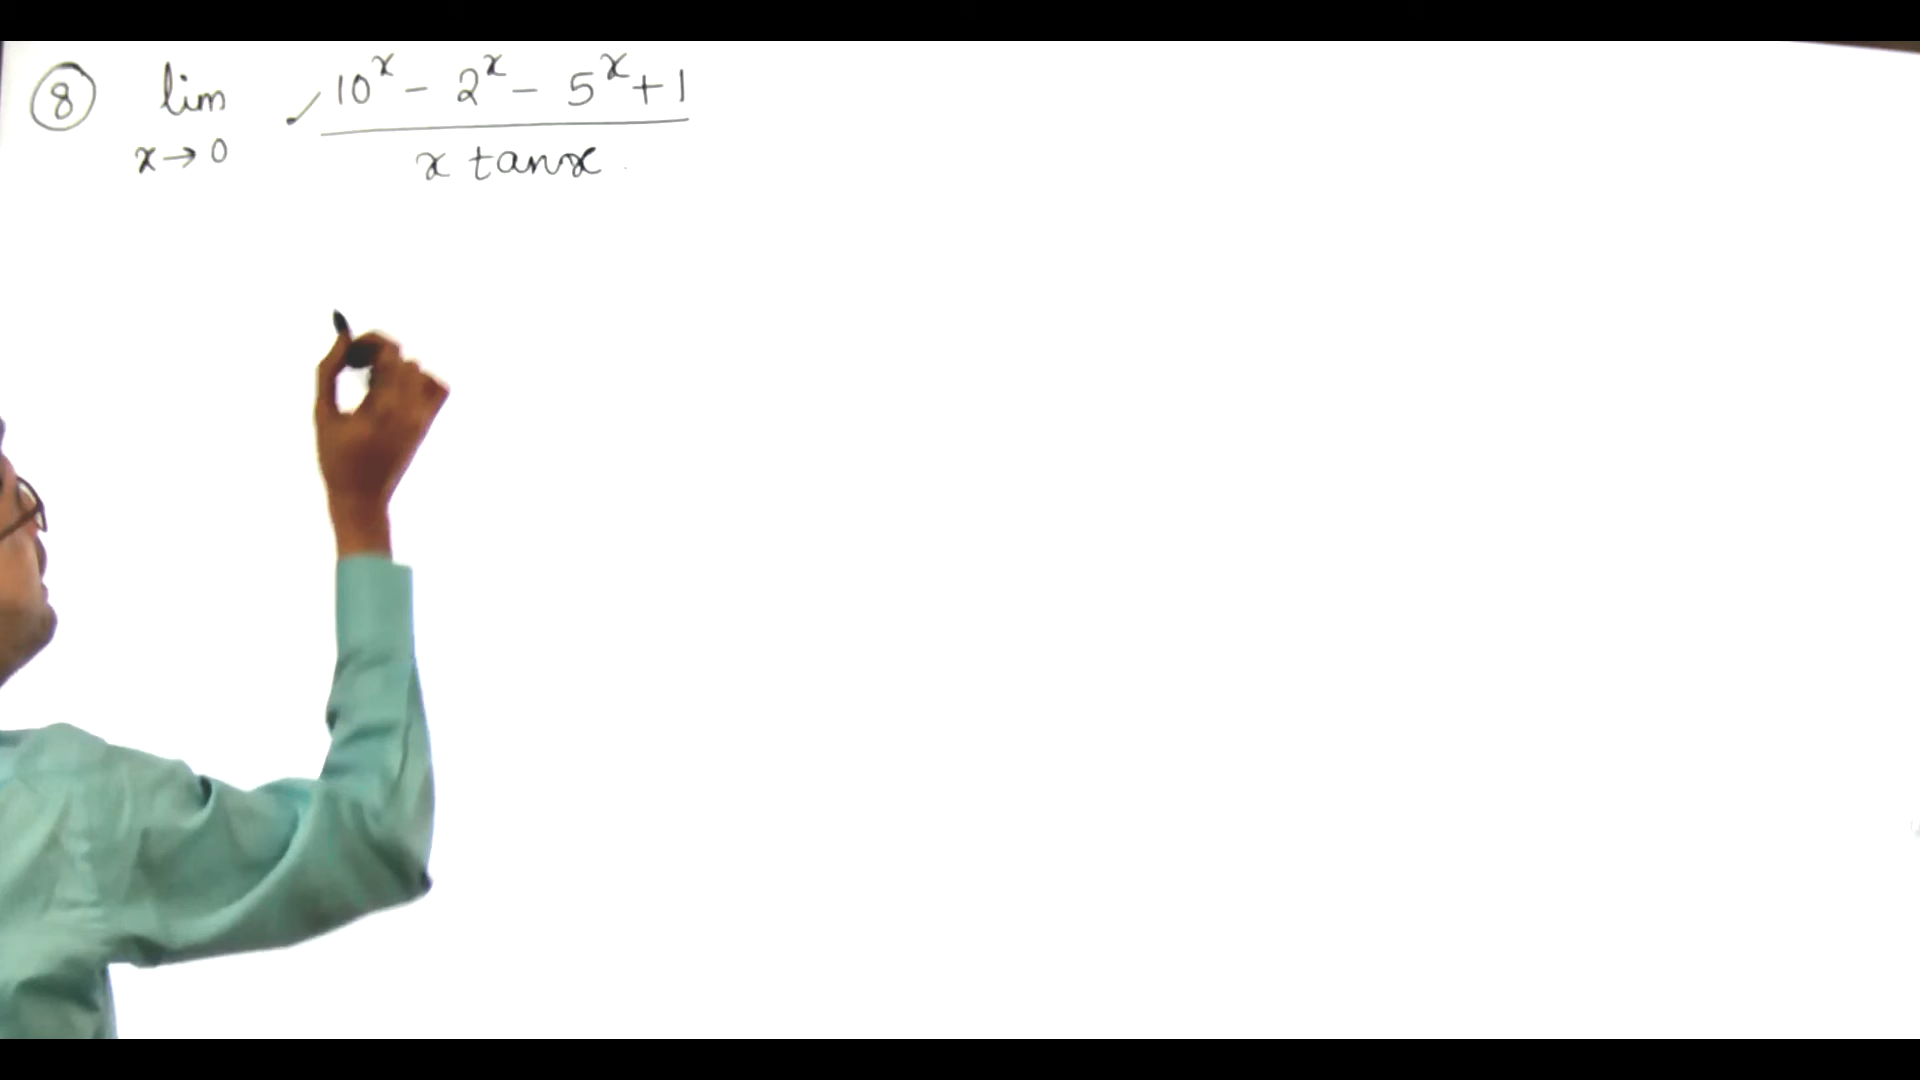 ⑧ lim 10^x - 2^x - 5^x + 1
x→0 x tanx